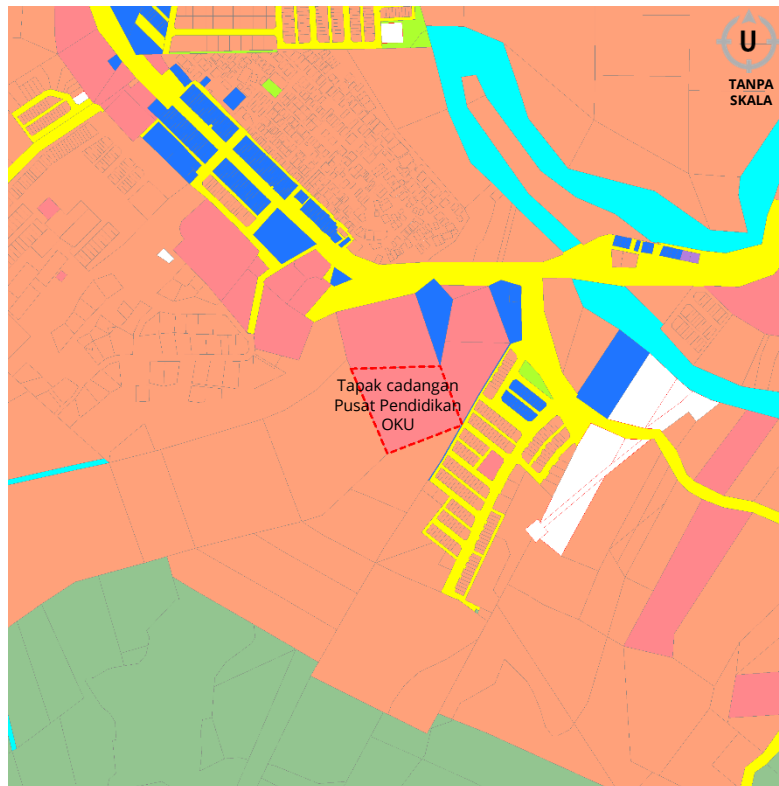 U
TANPA
SKALA
Tapak cadangan
Pusat Pendidikan
OKU